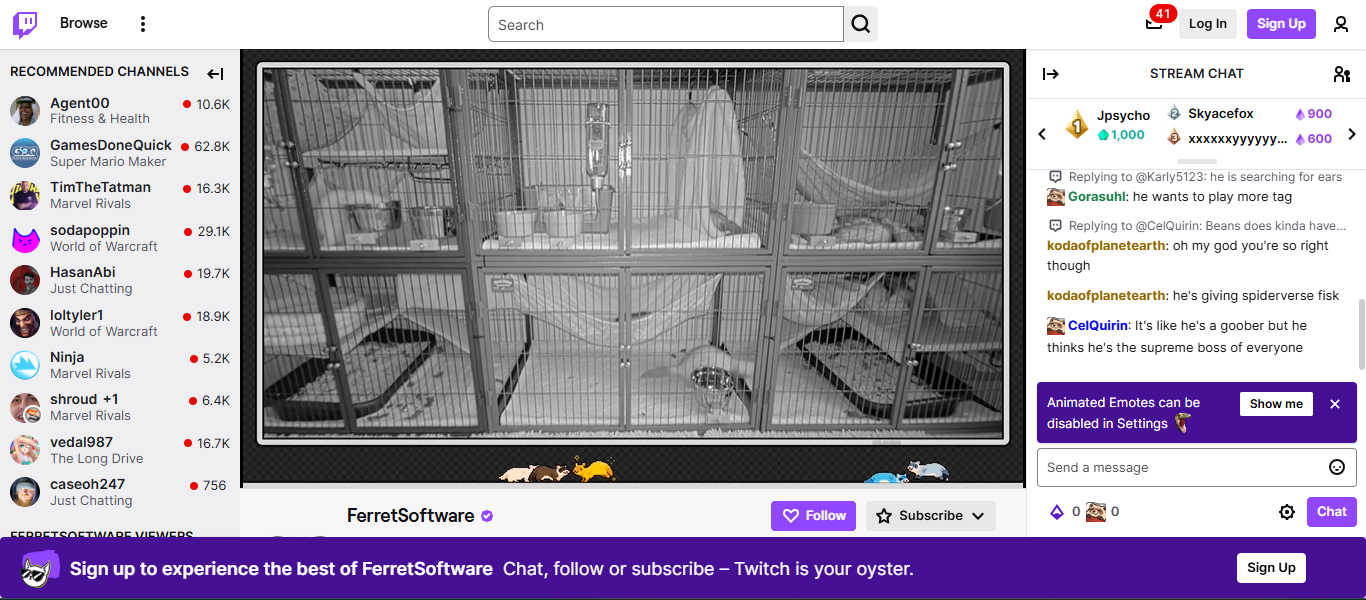 Browse
Search
41
Log In
Sign Up
RECOMMENDED CHANNELS
Agent00
10.6K
Fitness & Health
GamesDoneQuick
62.8K
Super Mario Maker
TimTheTatman
16.3K
Marvel Rivals
sodapoppin
29.1K
World of Warcraft
HasanAbi
19.7K
Just Chatting
loltyler1
18.9K
World of Warcraft
Ninja
5.2K
Marvel Rivals
shroud +1
6.4K
Marvel Rivals
vedal987
16.7K
The Long Drive
caseoh247
756
Just Chatting
FERRETSOFTWARE VIEWERS
FerretSoftware
Follow
Subscribe
STREAM CHAT
1
Jpsycho
1,000
2
Skyacefox
900
3
xxxxxxyyyyyy...
600
Replying to @Karly5123: he is searching for ears
Gorasuhl: he wants to play more tag
Replying to @CelQuirin: Beans does kinda have...
kodaofplanetearth: oh my god you're so right
though
kodaofplanetearth: he's giving spiderverse fisk
CelQuirin: It's like he's a goober but he
thinks he's the supreme boss of everyone
Animated Emotes can be
disabled in Settings
Show me
Send a message
0
0
Chat
Sign up to experience the best of FerretSoftware Chat, follow or subscribe – Twitch is your oyster.
Sign Up